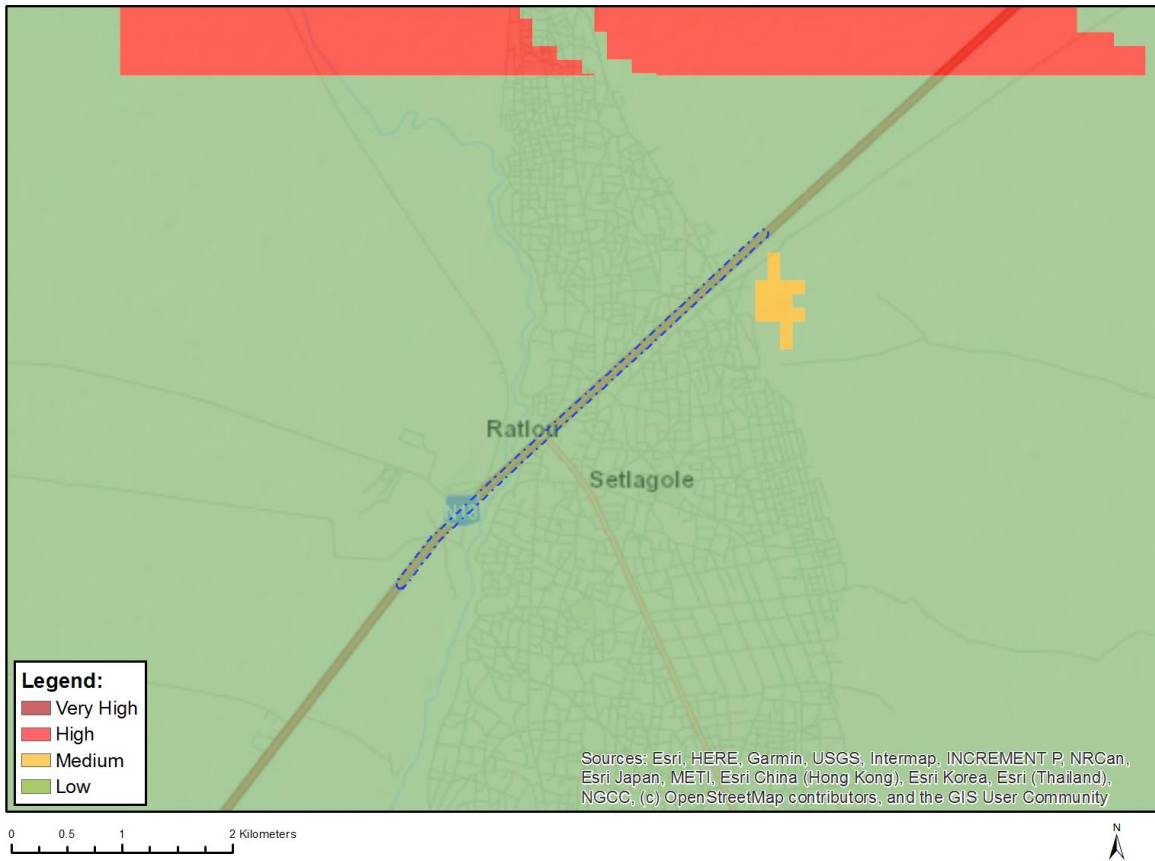 Ratlou
Setlagole
N18
Legend:
Very High
High
Medium
Low
Sources: Esri, HERE, Garmin, USGS, Intermap, INCREMENT P, NRCan,
Esri Japan, METI, Esri China (Hong Kong), Esri Korea, Esri (Thailand),
NGCC, (c) OpenStreetMap contributors, and the GIS User Community
0 0.5 1 2 Kilometers
N